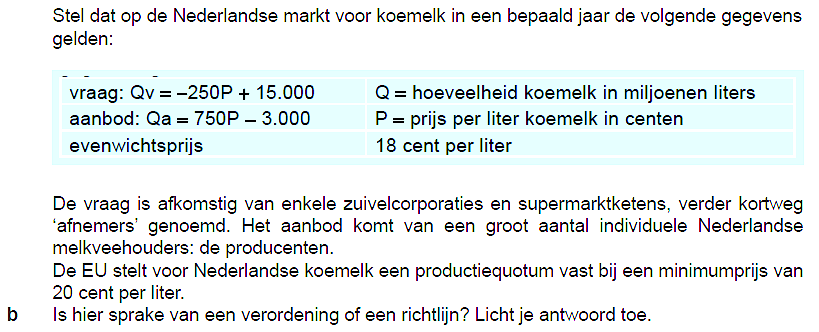 Stel dat op de Nederlandse markt voor koemelk in een bepaald jaar de volgende gegevens
gelden:
vraag: Qv = –250P + 15.000 Q = hoeveelheid koemelk in miljoenen liters
aanbod: Qa = 750P – 3.000 P = prijs per liter koemelk in centen
evenwichtsprijs 18 cent per liter
De vraag is afkomstig van enkele zuivelcorporaties en supermarktketens, verder kortweg
‘afnemers’ genoemd. Het aanbod komt van een groot aantal individuele Nederlandse
melkveehouders: de producenten.
De EU stelt voor Nederlandse koemelk een productiequotum vast bij een minimumprijs van
20 cent per liter.
b Is hier sprake van een verordening of een richtlijn? Licht je antwoord toe.